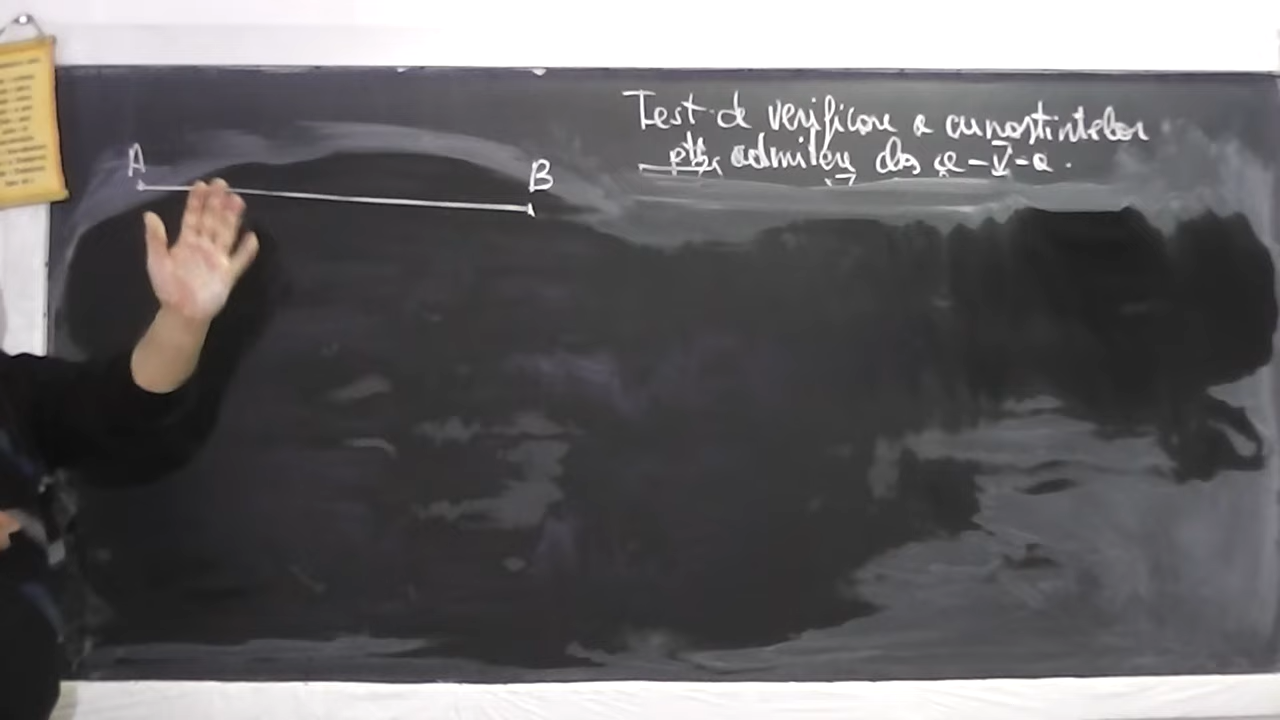 A
B
Test de verificare a cunostintelor
ptr admitere cls a-V-a.